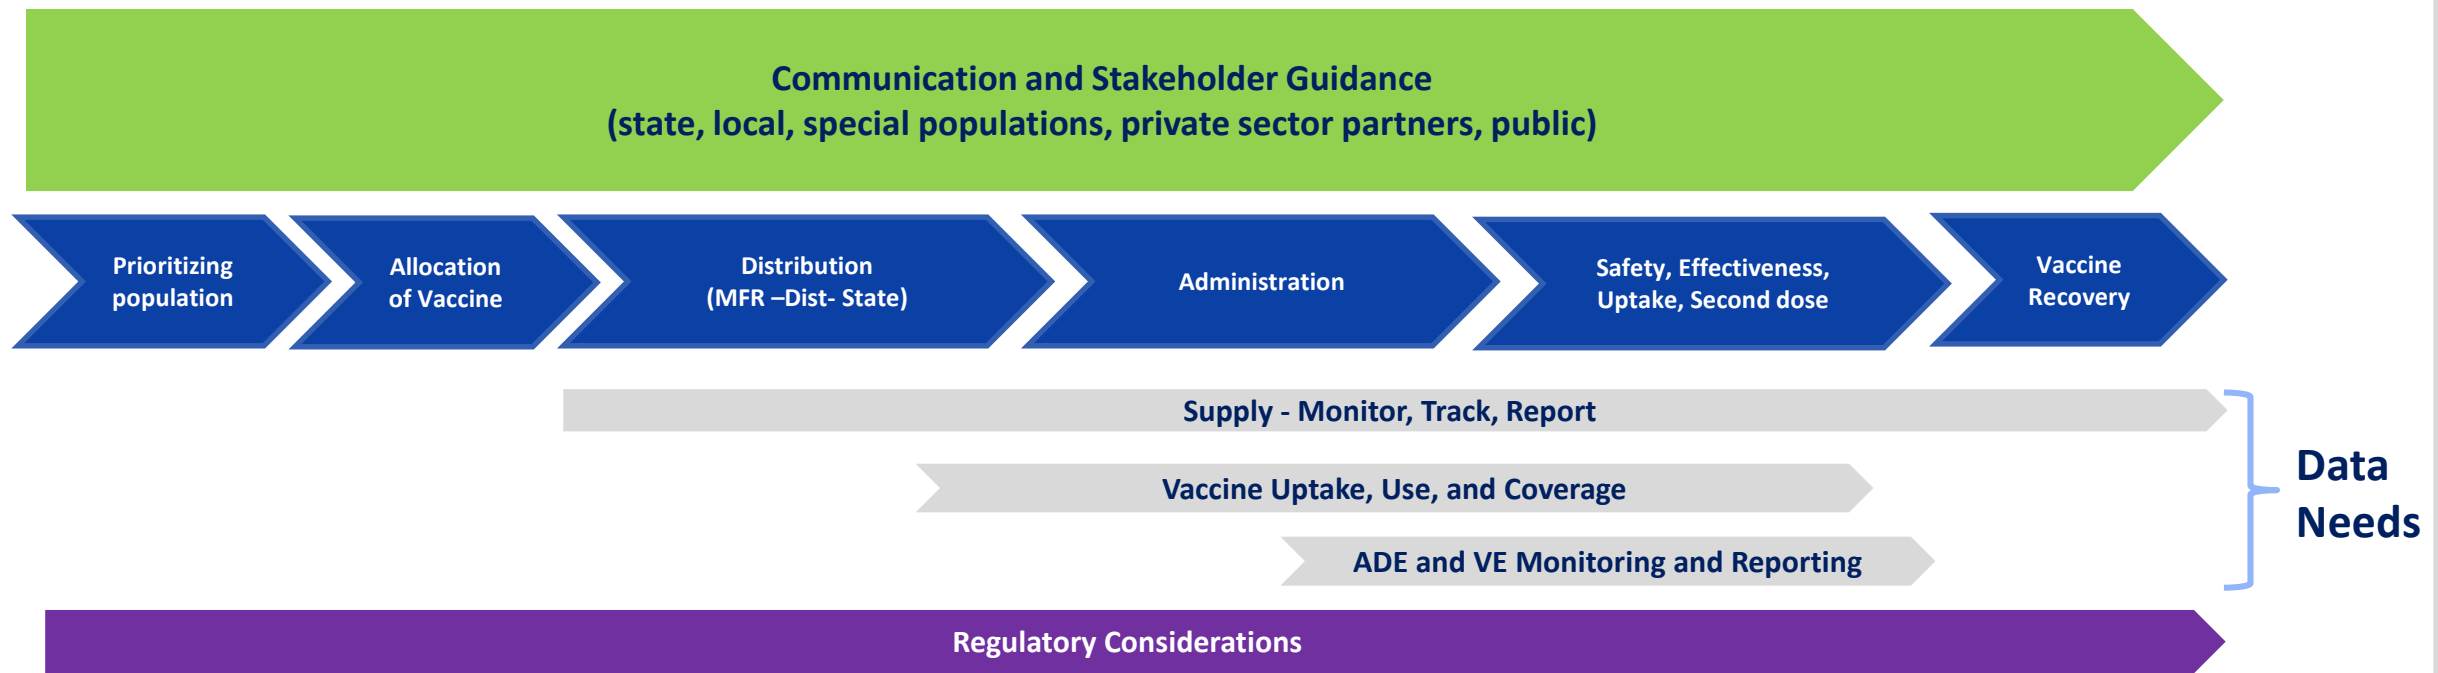 Communication and Stakeholder Guidance
(state, local, special populations, private sector partners, public)
Prioritizing
population
Allocation
of Vaccine
Distribution
(MFR –Dist- State)
Administration
Safety, Effectiveness,
Uptake, Second dose
Vaccine
Recovery
Supply - Monitor, Track, Report
Vaccine Uptake, Use, and Coverage
ADE and VE Monitoring and Reporting
Data
Needs
Regulatory Considerations